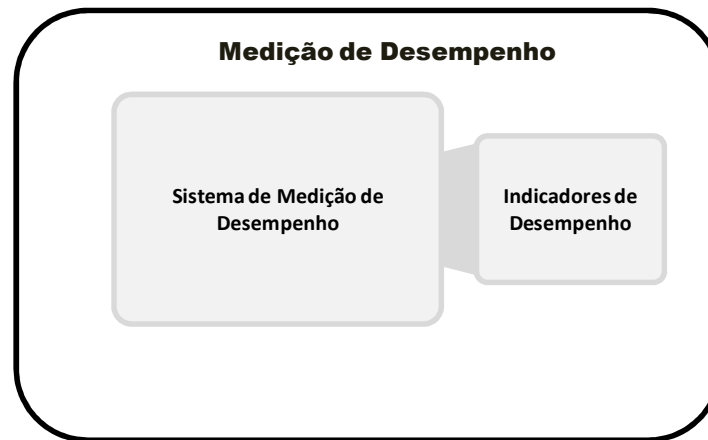 Medição de Desempenho
Sistema de Medição de
Desempenho
Indicadores de
Desempenho